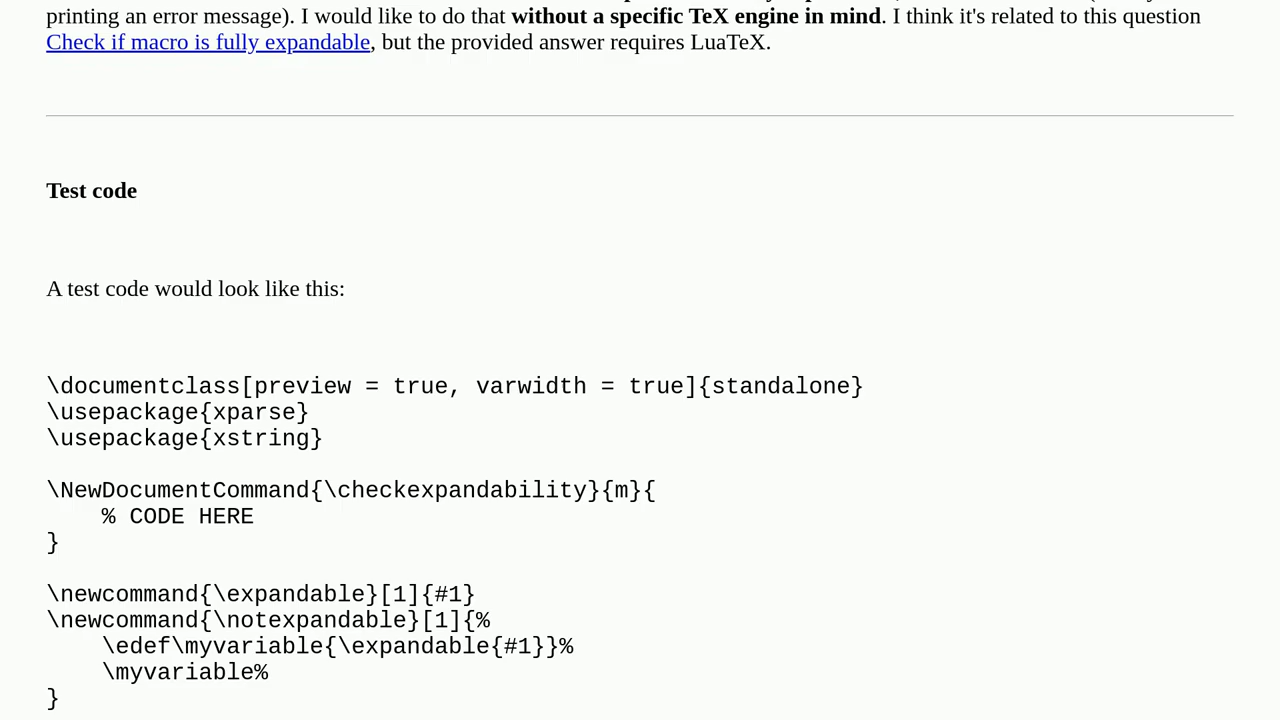 printing an error message). I would like to do that without a specific TeX engine in mind. I think it's related to this question
Check if macro is fully expandable, but the provided answer requires LuaTeX.
Test code
A test code would look like this:
\documentclass[preview = true, varwidth = true]{standalone}
\usepackage{xparse}
\usepackage{xstring}
\NewDocumentCommand{\checkexpandability}{m}{
    % CODE HERE
}
\newcommand{\expandable}[1]{#1}
\newcommand{\notexpandable}[1]{%
    \edef\myvariable{\expandable{#1}}%
    \myvariable%
}